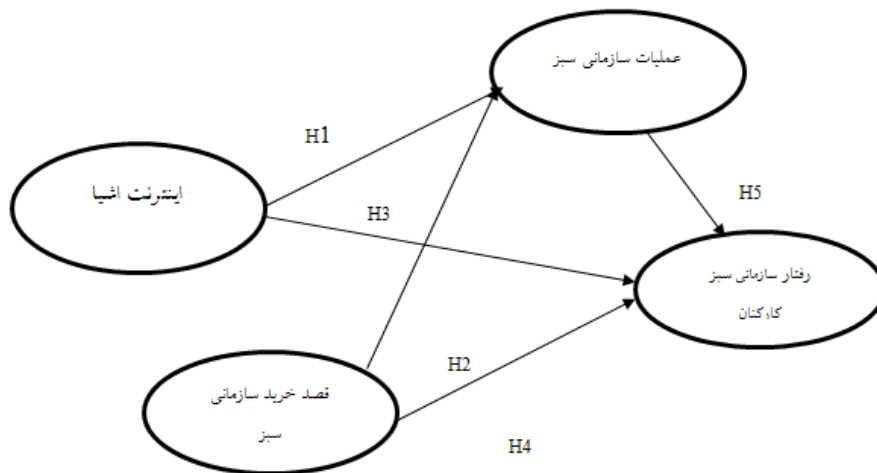 عملیات سازمانی سبز
H1
اینترنت اشیا
H5
H3
رفتار سازمانی سبز
کارکنان
H2
قصد خرید سازمانی
سبز
H4